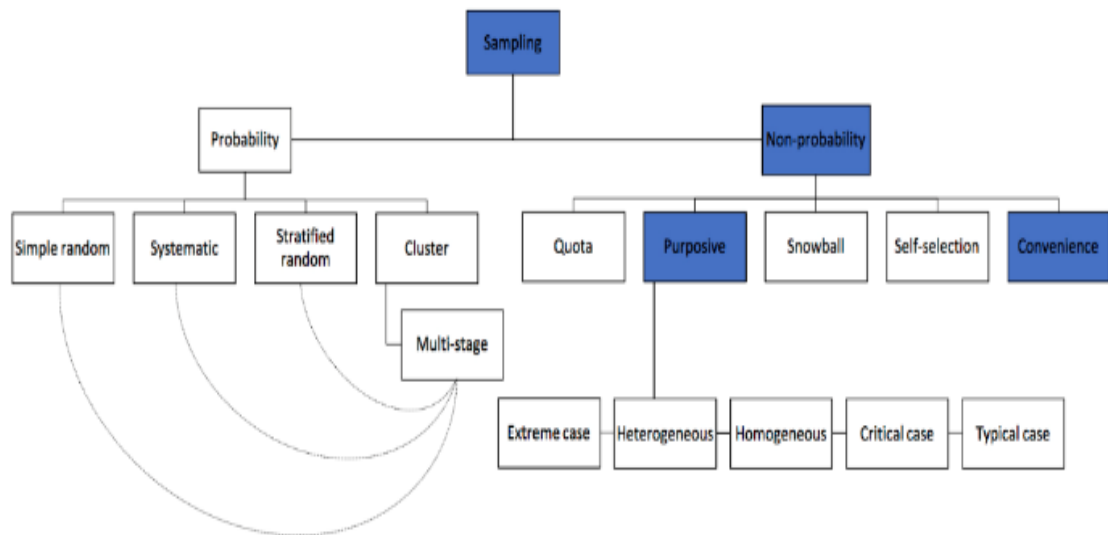 Sampling
Probability
Non-probability
Simple random
Systematic
Stratified
random
Cluster
Quota
Purposive
Snowball
Self-selection
Convenience
Multi-stage
Extreme case
Heterogeneous
Homogeneous
Critical case
Typical case